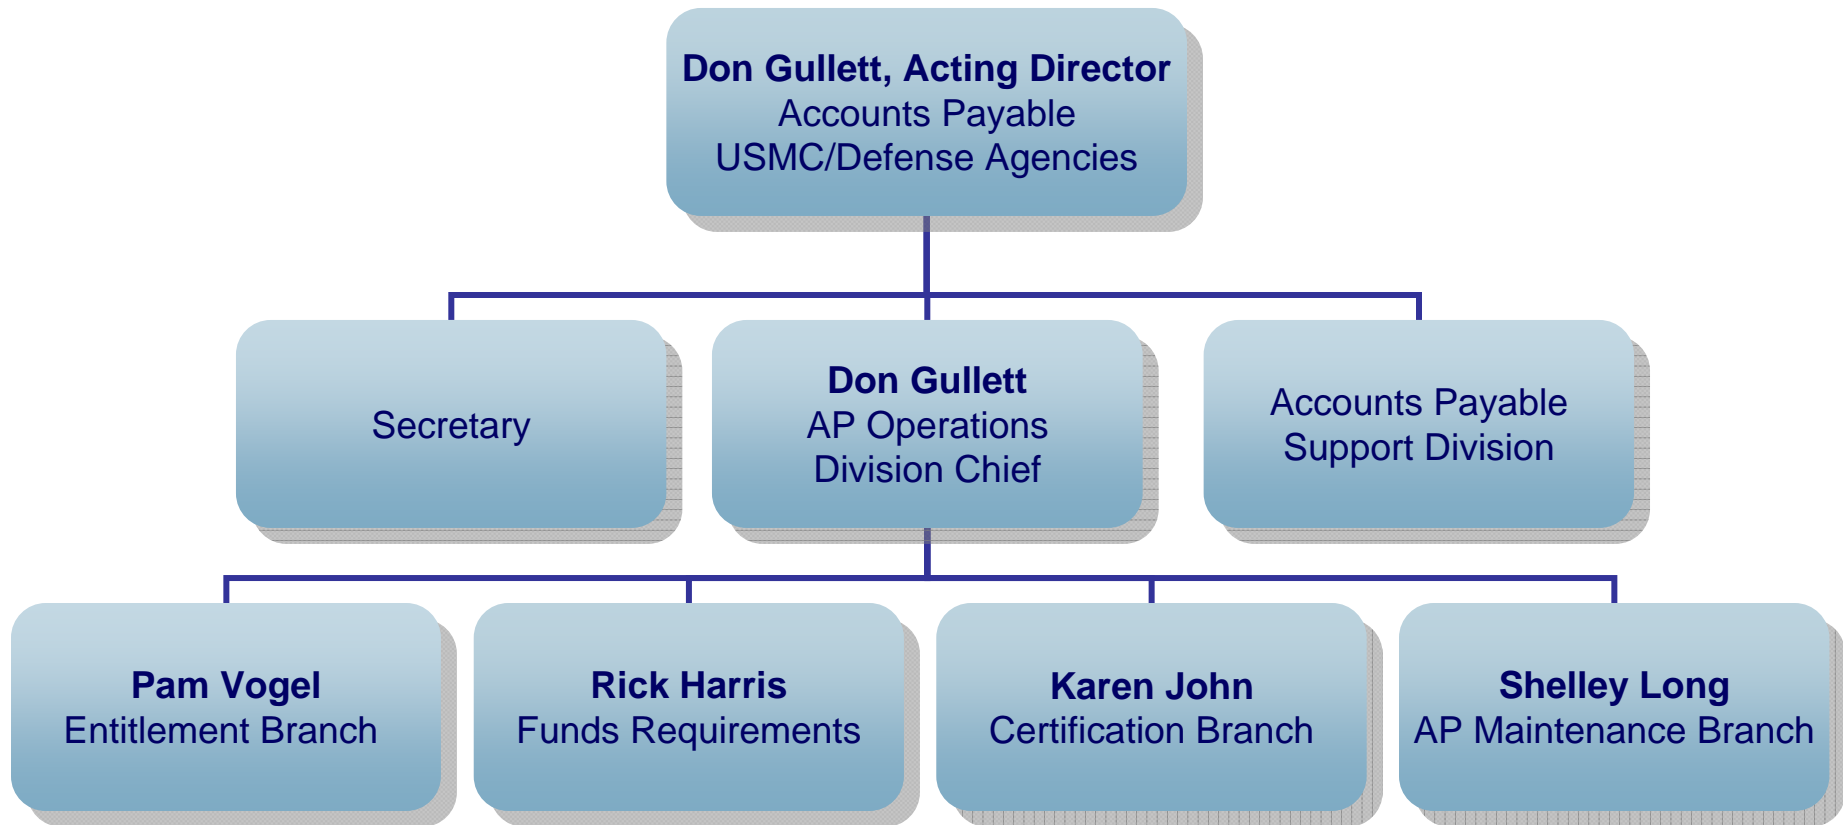 Don Gullett, Acting Director
Accounts Payable
USMC/Defense Agencies
Secretary
Don Gullett
AP Operations
Division Chief
Accounts Payable
Support Division
Pam Vogel
Entitlement Branch
Rick Harris
Funds Requirements
Karen John
Certification Branch
Shelley Long
AP Maintenance Branch